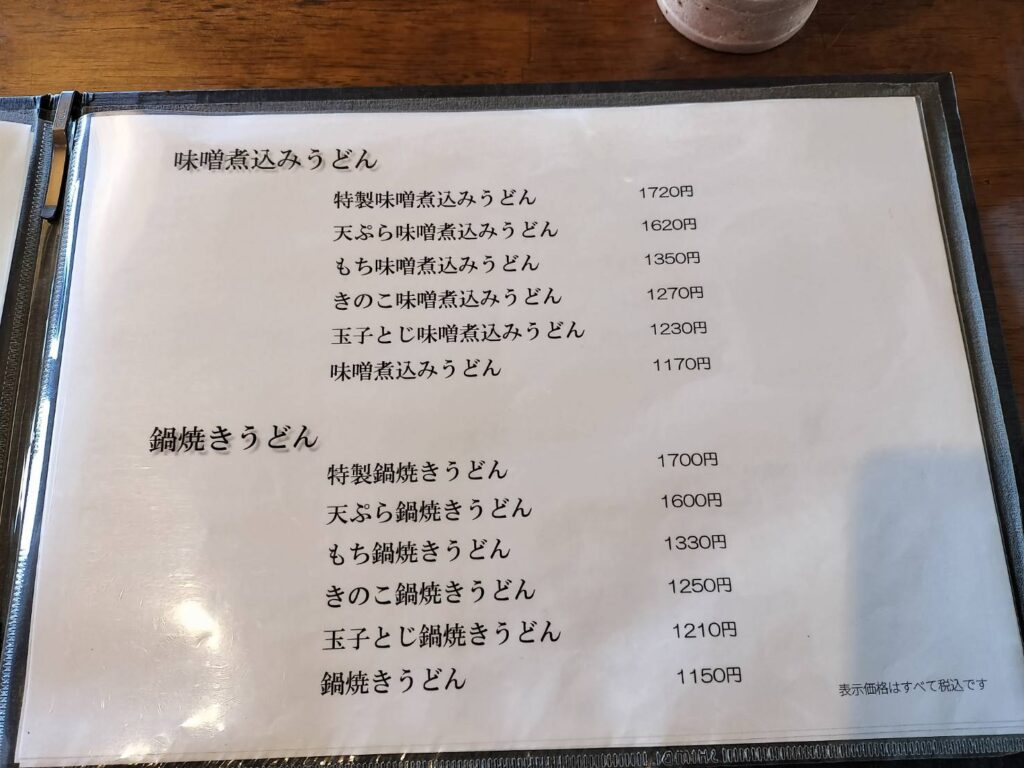 味噌煮込みうどん
特製味噌煮込みうどん 1720円
天ぷら味噌煮込みうどん 1620円
もち味噌煮込みうどん 1350円
きのこ味噌煮込みうどん 1270円
玉子とじ味噌煮込みうどん 1230円
味噌煮込みうどん 1170円
鍋焼きうどん
特製鍋焼きうどん 1700円
天ぷら鍋焼きうどん 1600円
もち鍋焼きうどん 1330円
きのこ鍋焼きうどん 1250円
玉子とじ鍋焼きうどん 1210円
鍋焼きうどん 1150円
表示価格はすべて税込です